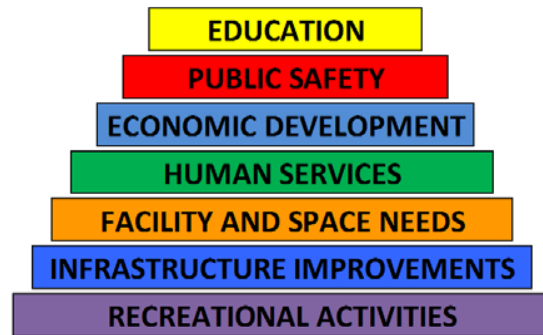 EDUCATION
PUBLIC SAFETY
ECONOMIC DEVELOPMENT
HUMAN SERVICES
FACILITY AND SPACE NEEDS
INFRASTRUCTURE IMPROVEMENTS
RECREATIONAL ACTIVITIES